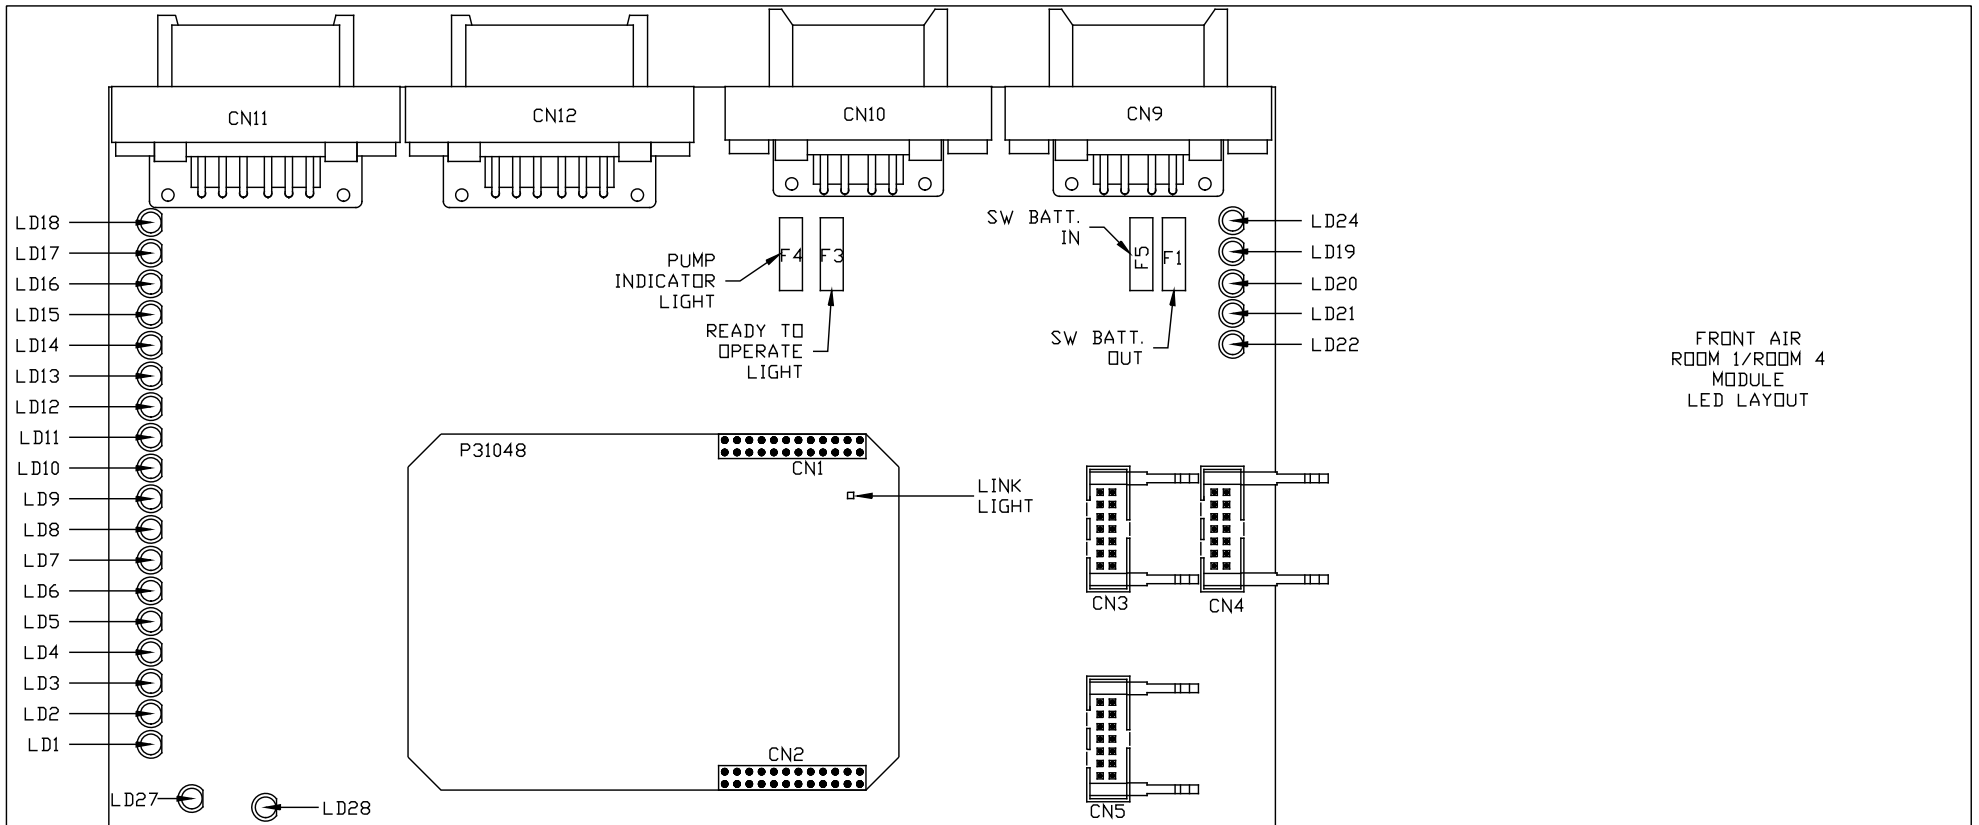 CN11
CN12
CN10
CN9
LD18
LD17
LD16
LD15
LD14
LD13
LD12
LD11
LD10
LD9
LD8
LD7
LD6
LD5
LD4
LD3
LD2
LD1
LD27
LD28
PUMP
INDICATOR
LIGHT
F4
F3
READY TO
OPERATE
LIGHT
SW BATT.
IN
F5
F1
SW BATT.
OUT
LD24
LD19
LD20
LD21
LD22
FRONT AIR
ROOM 1/ROOM 4
MODULE
LED LAYOUT
P31048
CN1
LINK
LIGHT
CN2
CN3
CN4
CN5